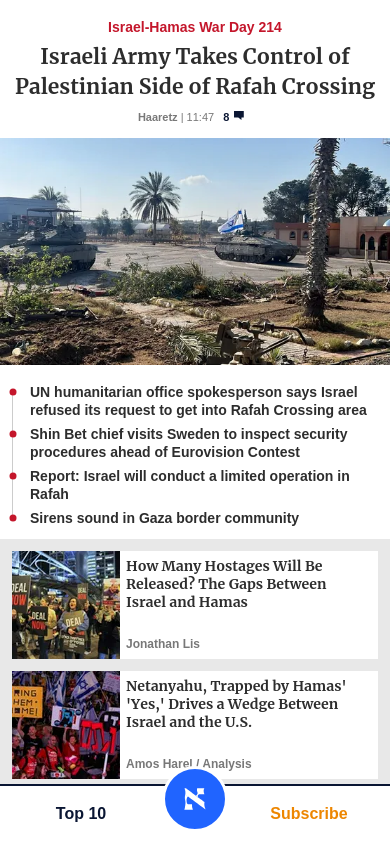 Israel-Hamas War Day 214
Israeli Army Takes Control of
Palestinian Side of Rafah Crossing
Haaretz | 11:47 8
UN humanitarian office spokesperson says Israel
refused its request to get into Rafah Crossing area
Shin Bet chief visits Sweden to inspect security
procedures ahead of Eurovision Contest
Report: Israel will conduct a limited operation in
Rafah
Sirens sound in Gaza border community
How Many Hostages Will Be
Released? The Gaps Between
Israel and Hamas
DEAL
NOW
DEAL
NOW
DEAL
Jonathan Lis
Netanyahu, Trapped by Hamas'
'Yes,' Drives a Wedge Between
Israel and the U.S.
THEM
Amos Harel / Analysis
Top 10
Subscribe